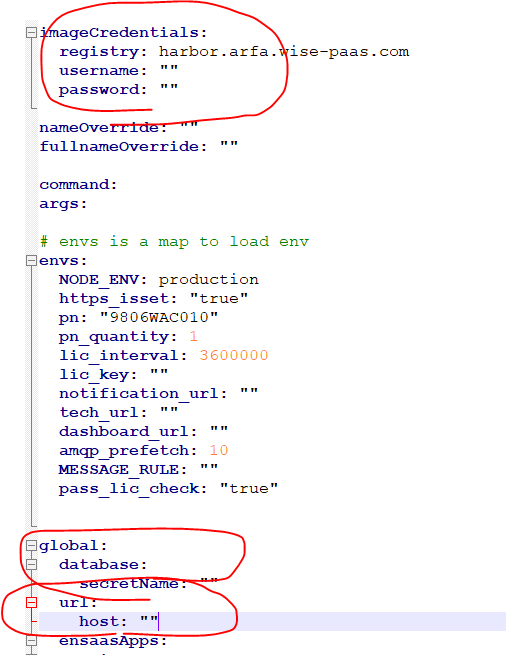 imageCredentials:
  registry: harbor.arfa.wise-paas.com
  username: ""
  password: ""
nameOverride: ""
fullnameOverride: ""
command:
args:
# envs is a map to load env
envs:
  NODE_ENV: production
  https_isset: "true"
  pn: "9806WAC010"
  pn_quantity: 1
  lic_interval: 3600000
  lic_key: ""
  notification_url: ""
  tech_url: ""
  dashboard_url: ""
  amqp_prefetch: 10
  MESSAGE_RULE: ""
  pass_lic_check: "true"
global:
  database:
    secretName: ""
  url:
    host: ""
  ensaasApps: